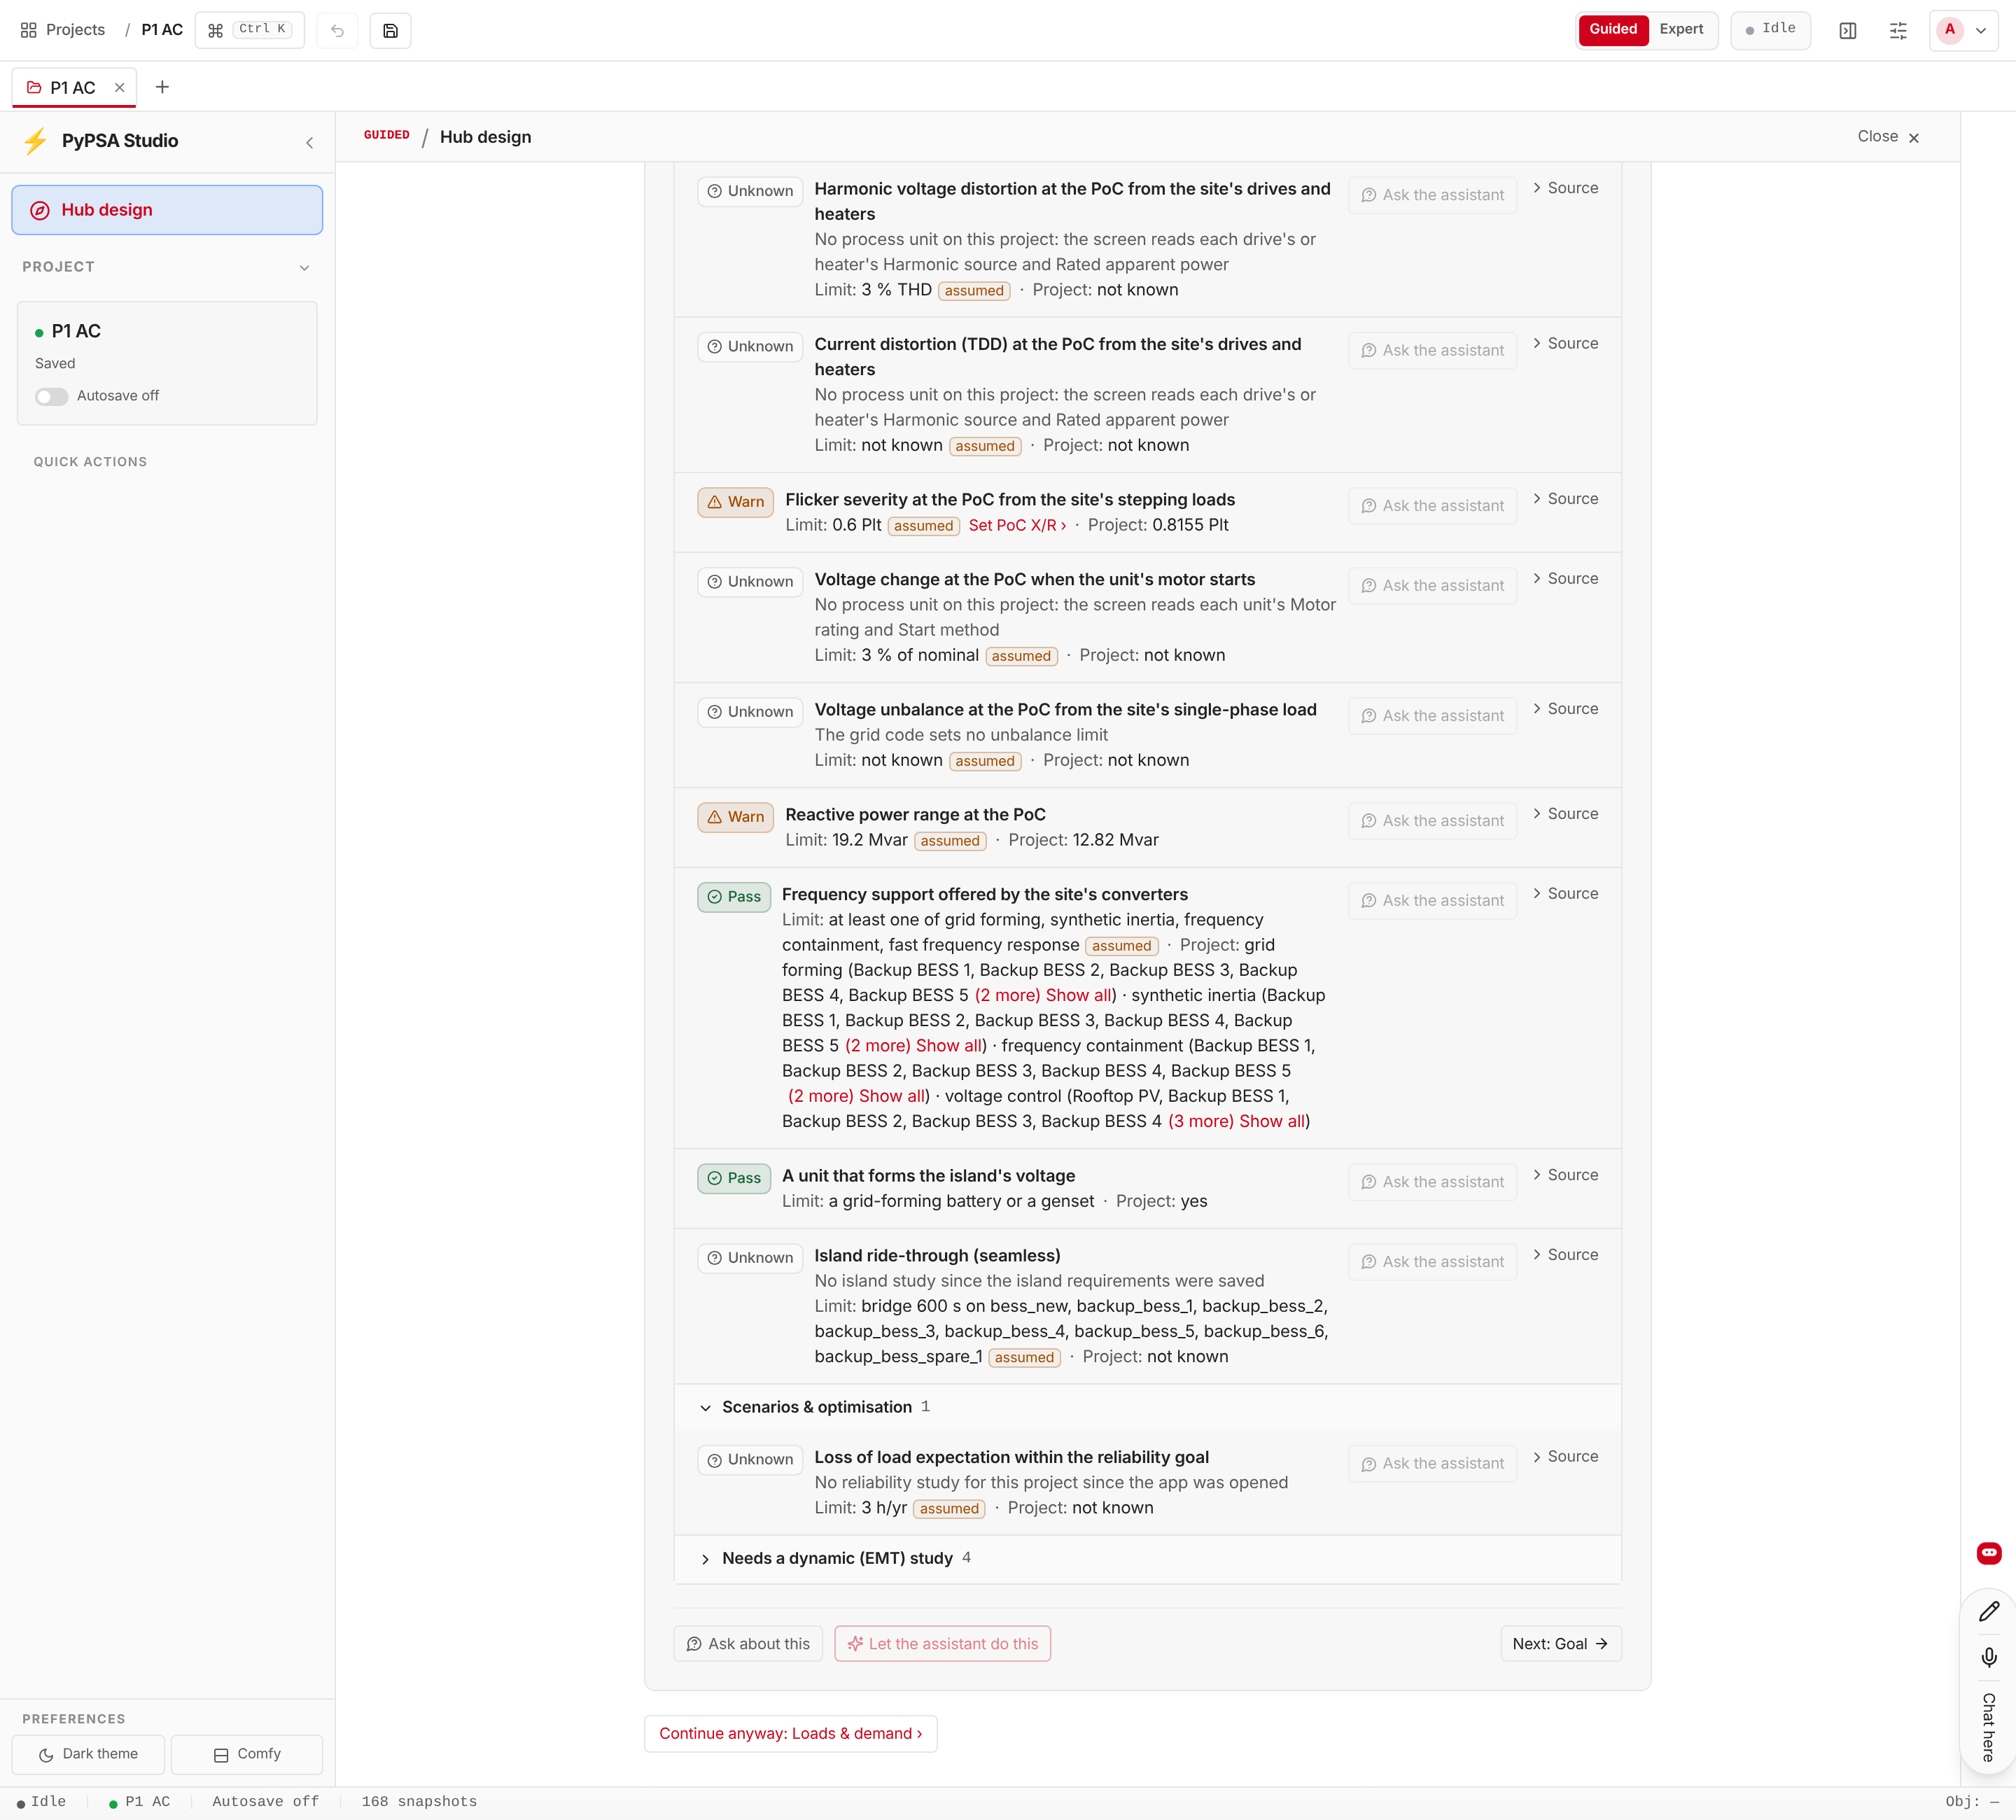 Projects / P1 AC Ctrl K Guided Expert Idle A
P1 AC
PyPSA Studio
GUIDED / Hub design Close
Hub design
PROJECT
P1 AC
Saved
Autosave off
QUICK ACTIONS
Unknown Harmonic voltage distortion at the PoC from the site's drives and Ask the assistant Source
heaters
No process unit on this project: the screen reads each drive's or
heater's Harmonic source and Rated apparent power
Limit: 3 % THD assumed · Project: not known
Unknown Current distortion (TDD) at the PoC from the site's drives and Ask the assistant Source
heaters
No process unit on this project: the screen reads each drive's or
heater's Harmonic source and Rated apparent power
Limit: not known assumed · Project: not known
Warn Flicker severity at the PoC from the site's stepping loads Ask the assistant Source
Limit: 0.6 Plt assumed Set PoC X/R › · Project: 0.8155 Plt
Unknown Voltage change at the PoC when the unit's motor starts Ask the assistant Source
No process unit on this project: the screen reads each unit's Motor
rating and Start method
Limit: 3 % of nominal assumed · Project: not known
Unknown Voltage unbalance at the PoC from the site's single-phase load Ask the assistant Source
The grid code sets no unbalance limit
Limit: not known assumed · Project: not known
Warn Reactive power range at the PoC Ask the assistant Source
Limit: 19.2 Mvar assumed · Project: 12.82 Mvar
Pass Frequency support offered by the site's converters Ask the assistant Source
Limit: at least one of grid forming, synthetic inertia, frequency
containment, fast frequency response assumed · Project: grid
forming (Backup BESS 1, Backup BESS 2, Backup BESS 3, Backup
BESS 4, Backup BESS 5 (2 more) Show all) · synthetic inertia (Backup
BESS 1, Backup BESS 2, Backup BESS 3, Backup BESS 4, Backup
BESS 5 (2 more) Show all) · frequency containment (Backup BESS 1,
Backup BESS 2, Backup BESS 3, Backup BESS 4, Backup BESS 5
(2 more) Show all) · voltage control (Rooftop PV, Backup BESS 1,
Backup BESS 2, Backup BESS 3, Backup BESS 4 (3 more) Show all)
Pass A unit that forms the island's voltage Ask the assistant Source
Limit: a grid-forming battery or a genset · Project: yes
Unknown Island ride-through (seamless) Ask the assistant Source
No island study since the island requirements were saved
Limit: bridge 600 s on bess_new, backup_bess_1, backup_bess_2,
backup_bess_3, backup_bess_4, backup_bess_5, backup_bess_6,
backup_bess_spare_1 assumed · Project: not known
Scenarios & optimisation 1
Unknown Loss of load expectation within the reliability goal Ask the assistant Source
No reliability study for this project since the app was opened
Limit: 3 h/yr assumed · Project: not known
Needs a dynamic (EMT) study 4
Ask about this Let the assistant do this Next: Goal →
Continue anyway: Loads & demand ›
Chat here
PREFERENCES
Dark theme Comfy
Idle P1 AC Autosave off 168 snapshots Obj: —